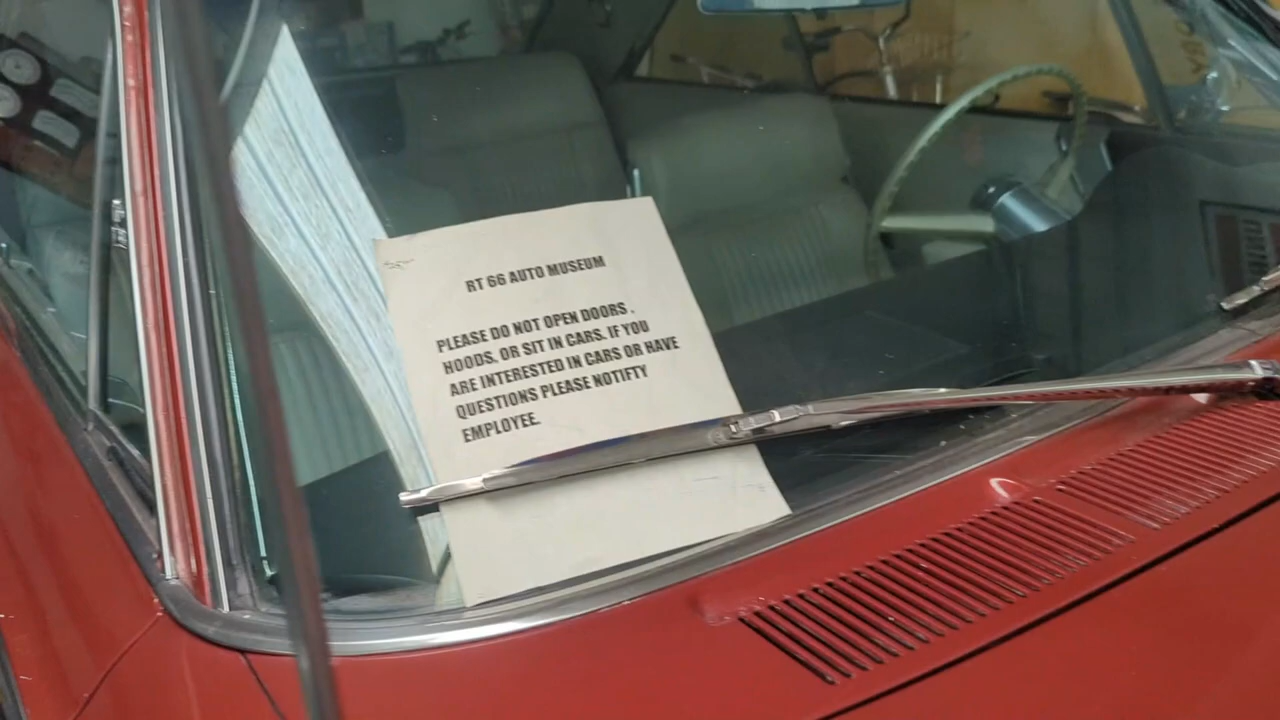 RT 66 AUTO MUSEUM
PLEASE DO NOT OPEN DOORS ,
HOODS, OR SIT IN CARS. IF YOU
ARE INTERESTED IN CARS OR HAVE
QUESTIONS PLEASE NOTIFTY
EMPLOYEE.